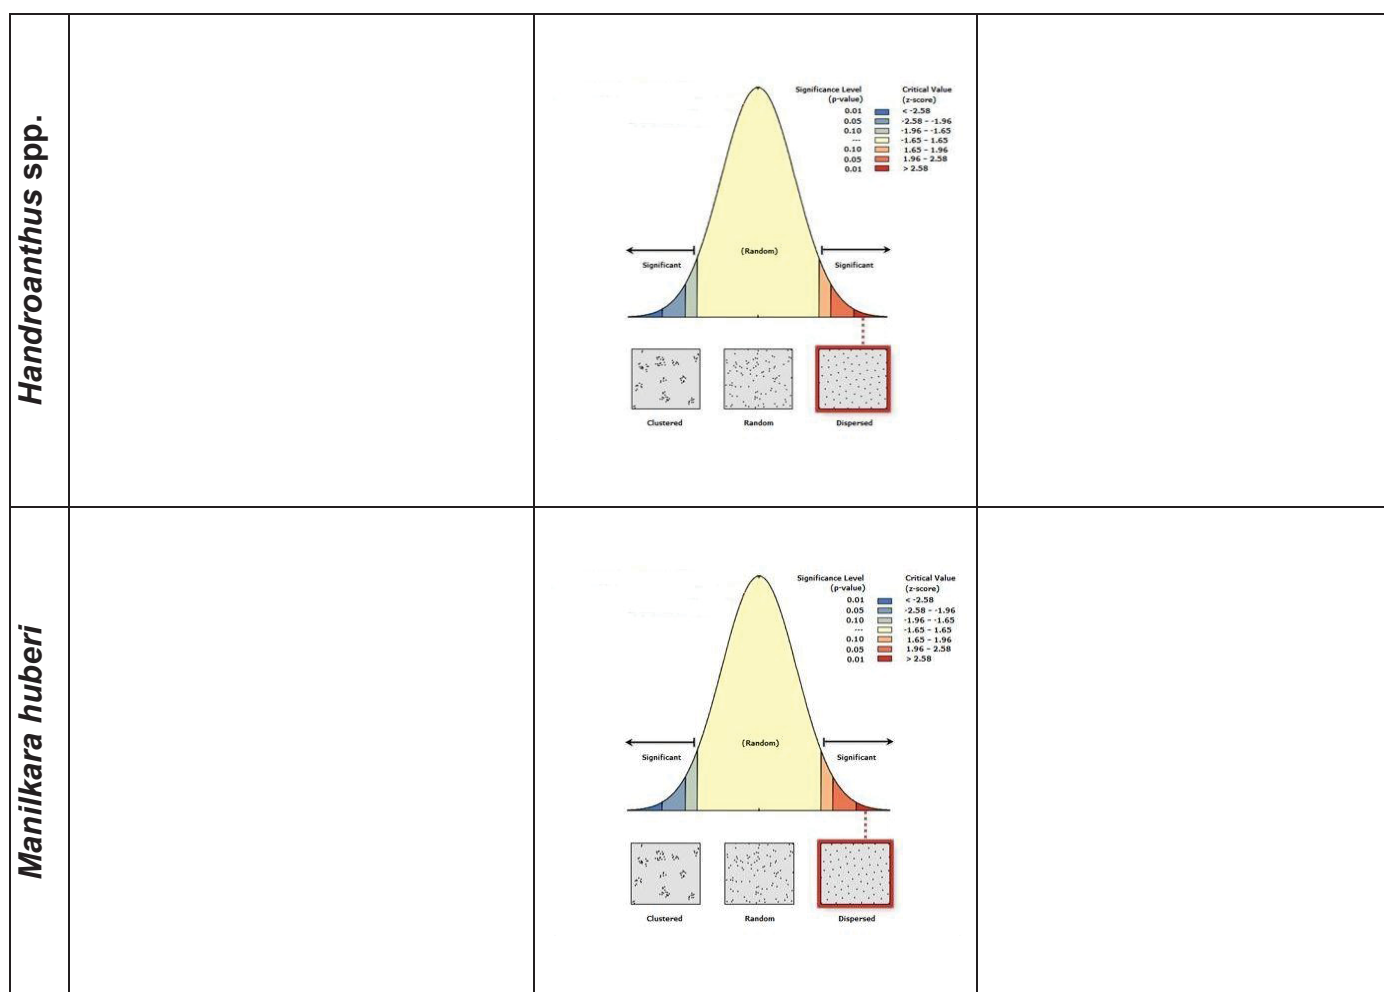 Handroanthus spp.
Significance Level
(p-value)
Critical Value
(z-score)
0.01 < -2.58
0.05 -2.58 – -1.96
0.10 -1.96 – -1.65
--- -1.65 – 1.65
0.10 1.65 – 1.96
0.05 1.96 – 2.58
0.01 > 2.58
(Random)
Significant
Significant
Clustered
Random
Dispersed
Manilkara huberi
Significance Level
(p-value)
Critical Value
(z-score)
0.01 < -2.58
0.05 -2.58 – -1.96
0.10 -1.96 – -1.65
--- -1.65 – 1.65
0.10 1.65 – 1.96
0.05 1.96 – 2.58
0.01 > 2.58
(Random)
Significant
Significant
Clustered
Random
Dispersed